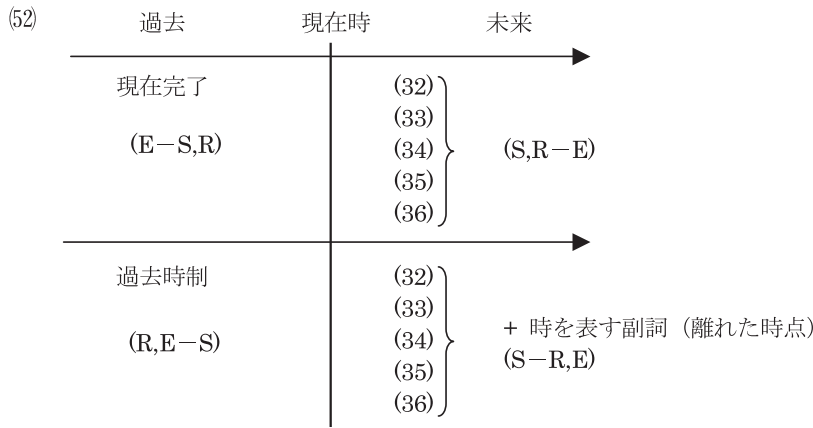 (52) 過去 現在時 未来
現在完了 (32)
(33)
(E−S,R) (34) (S,R−E)
(35)
(36)
過去時制 (32)
(33)
+ 時を表す副詞（離れた時点）
(R,E−S) (34)
(S−R,E)
(35)
(36)